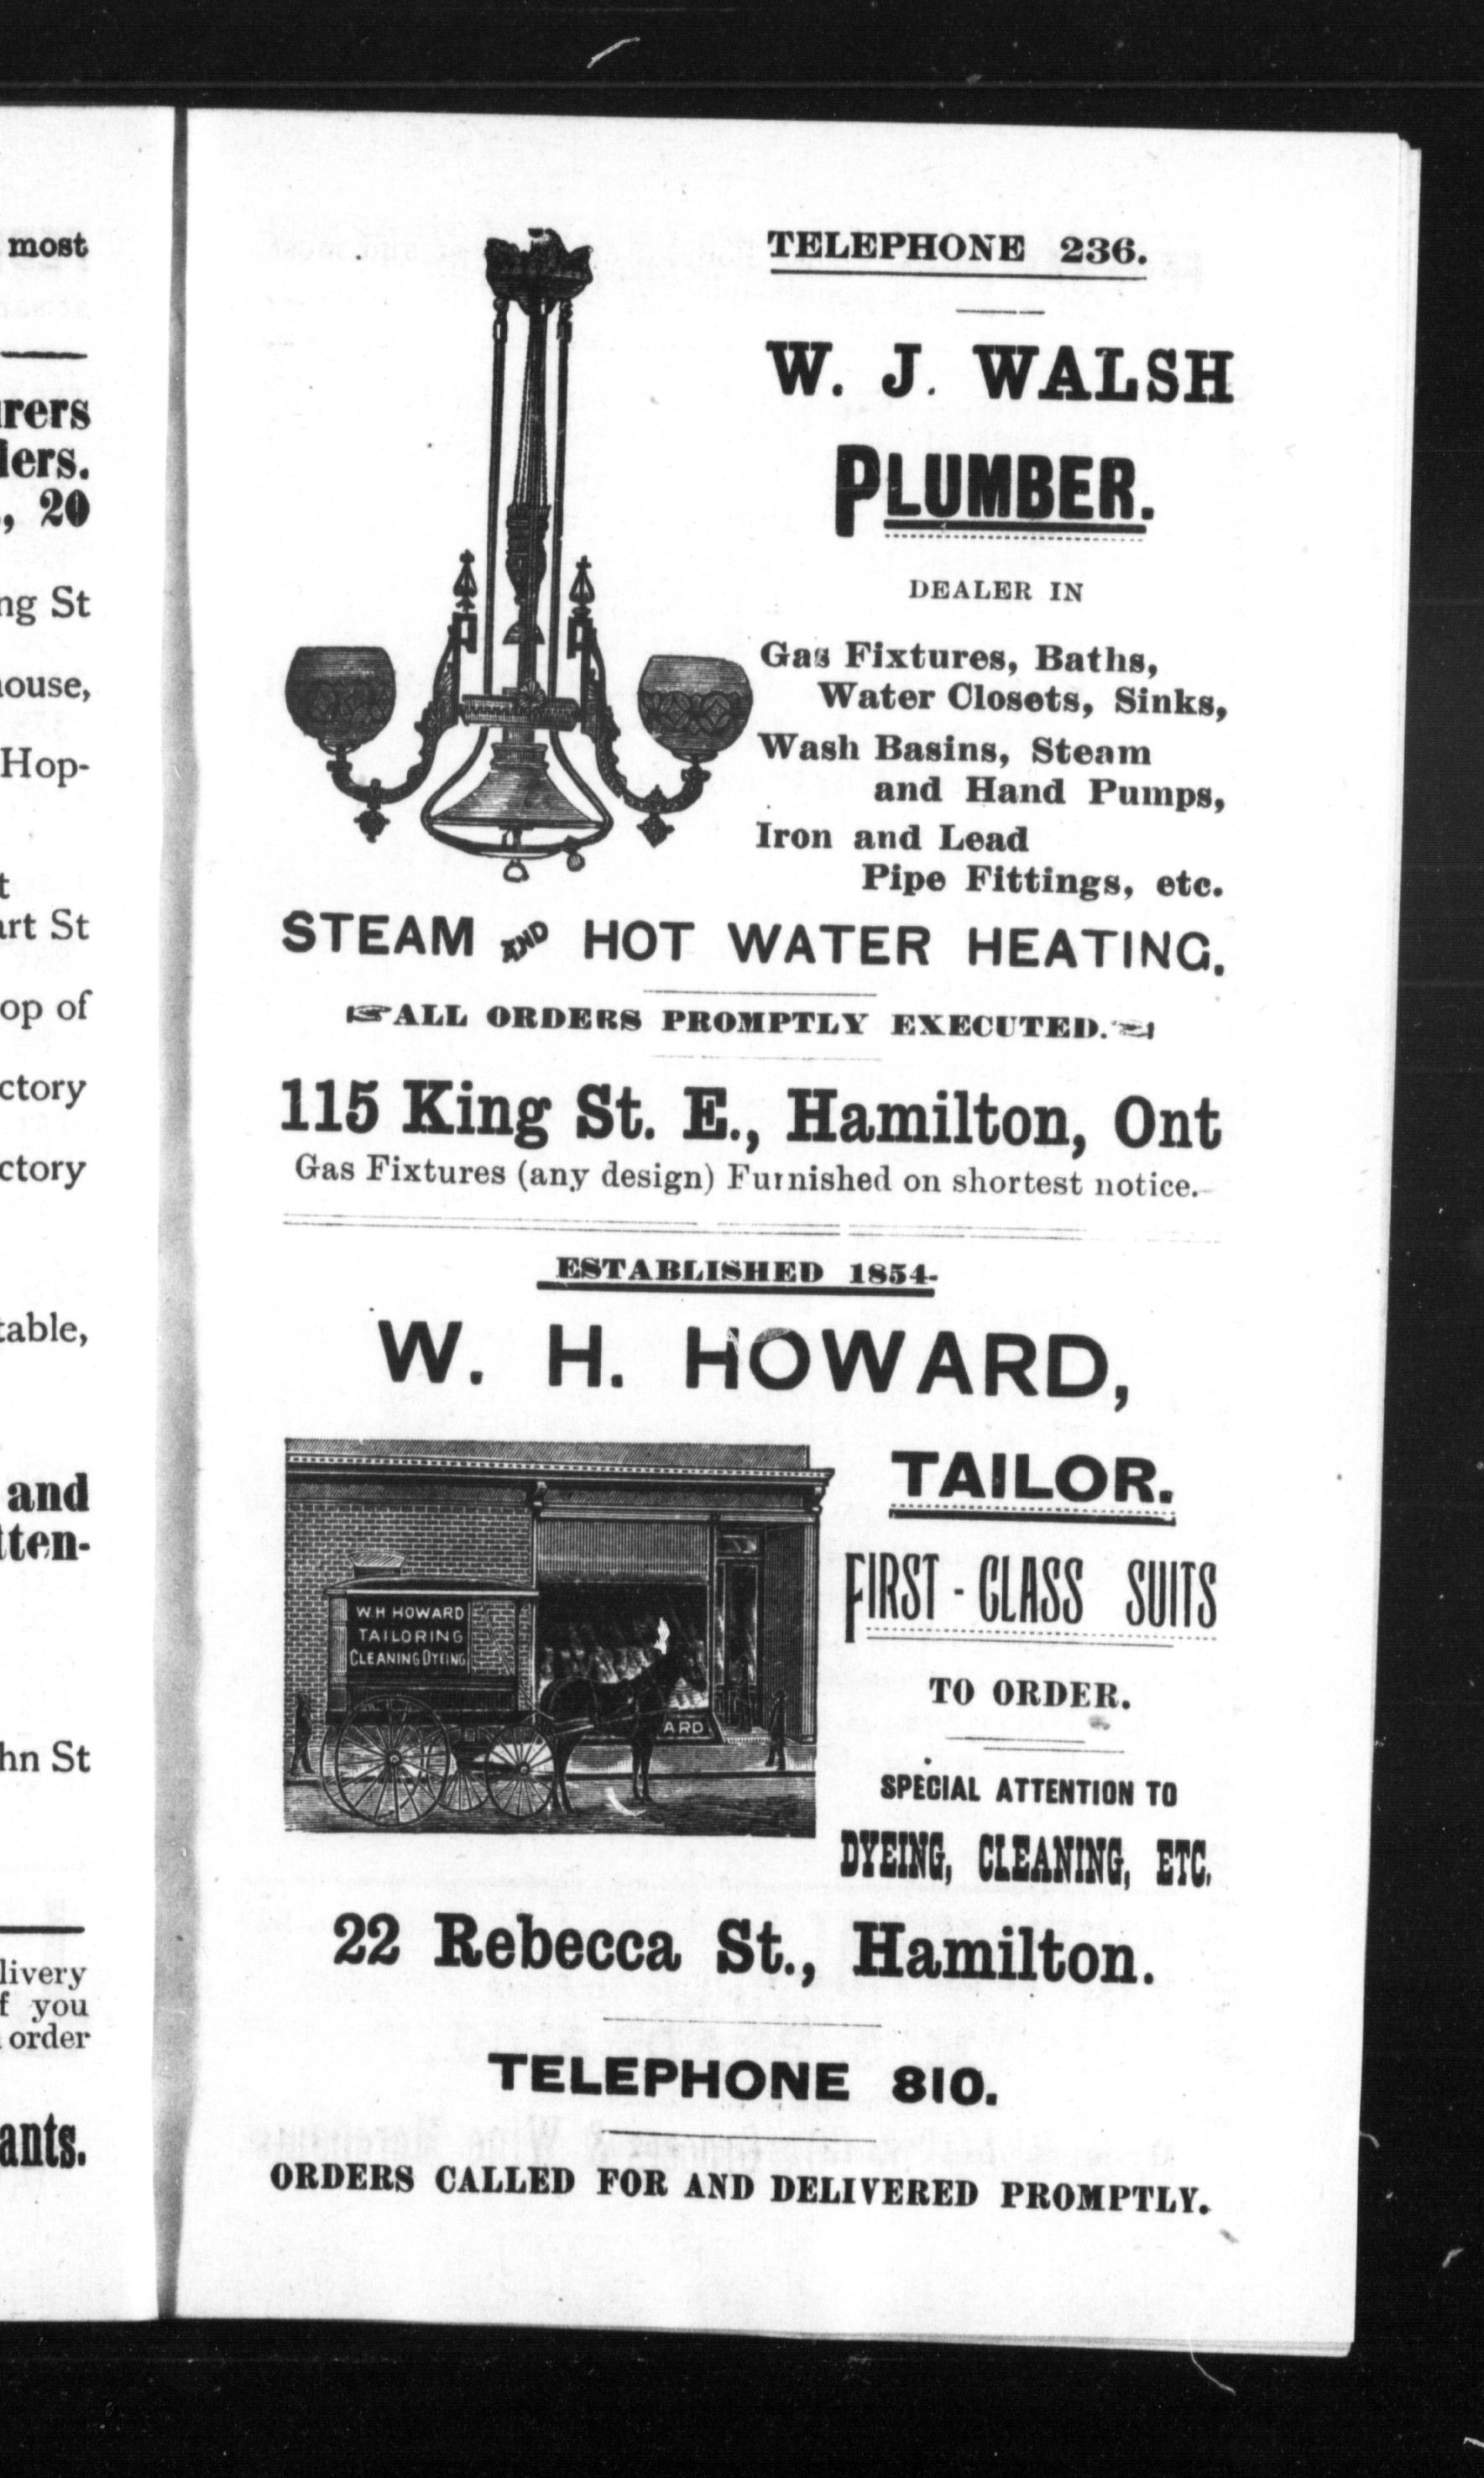 most
rers
lers.
., 20
ng St
ouse,
Hop-
t
art St
op of
ctory
ctory
table,
and
tten-
hn St
livery
f you
order
ants.
TELEPHONE 236.
W. J. WALSH
PLUMBER.
DEALER IN
Gas Fixtures, Baths,
Water Closets, Sinks,
Wash Basins, Steam
and Hand Pumps,
Iron and Lead
Pipe Fittings, etc.
STEAM AND HOT WATER HEATING.
☞ALL ORDERS PROMPTLY EXECUTED.☜
115 King St. E., Hamilton, Ont
Gas Fixtures (any design) Furnished on shortest notice.
ESTABLISHED 1854-
W. H. HOWARD,
TAILOR.
FIRST-CLASS SUITS
TO ORDER.
W.H HOWARD
TAILORING
CLEANING DYEING
ARD
SPECIAL ATTENTION TO
DYEING, CLEANING, ETC.
22 Rebecca St., Hamilton.
TELEPHONE 810.
ORDERS CALLED FOR AND DELIVERED PROMPTLY.